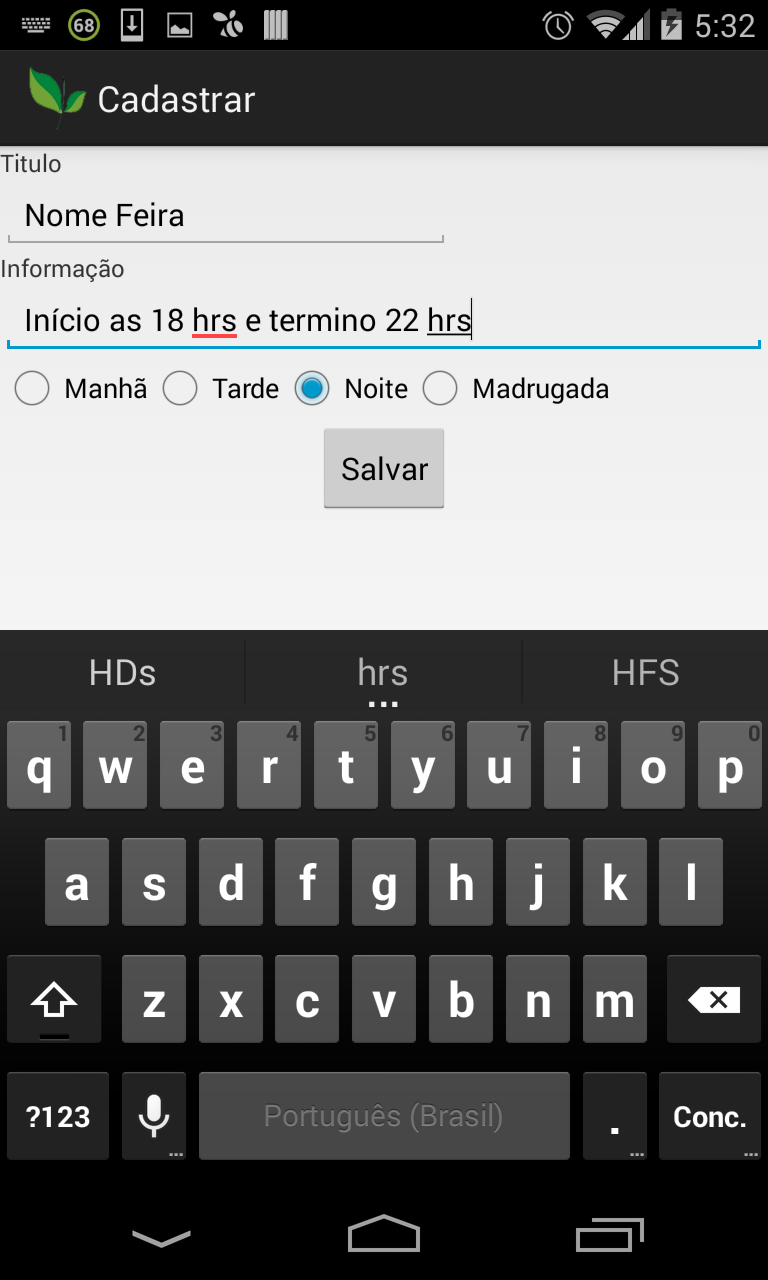 68 5:32
Cadastrar
Titulo
Nome Feira
Informação
Início as 18 hrs e termino 22 hrs
Manhã Tarde Noite Madrugada
Salvar
HDs hrs HFS
1 2 3 4 5 6 7 8 9 0
q w e r t y u i o p
a s d f g h j k l
z x c v b n m
?123 Português (Brasil) . Conc.